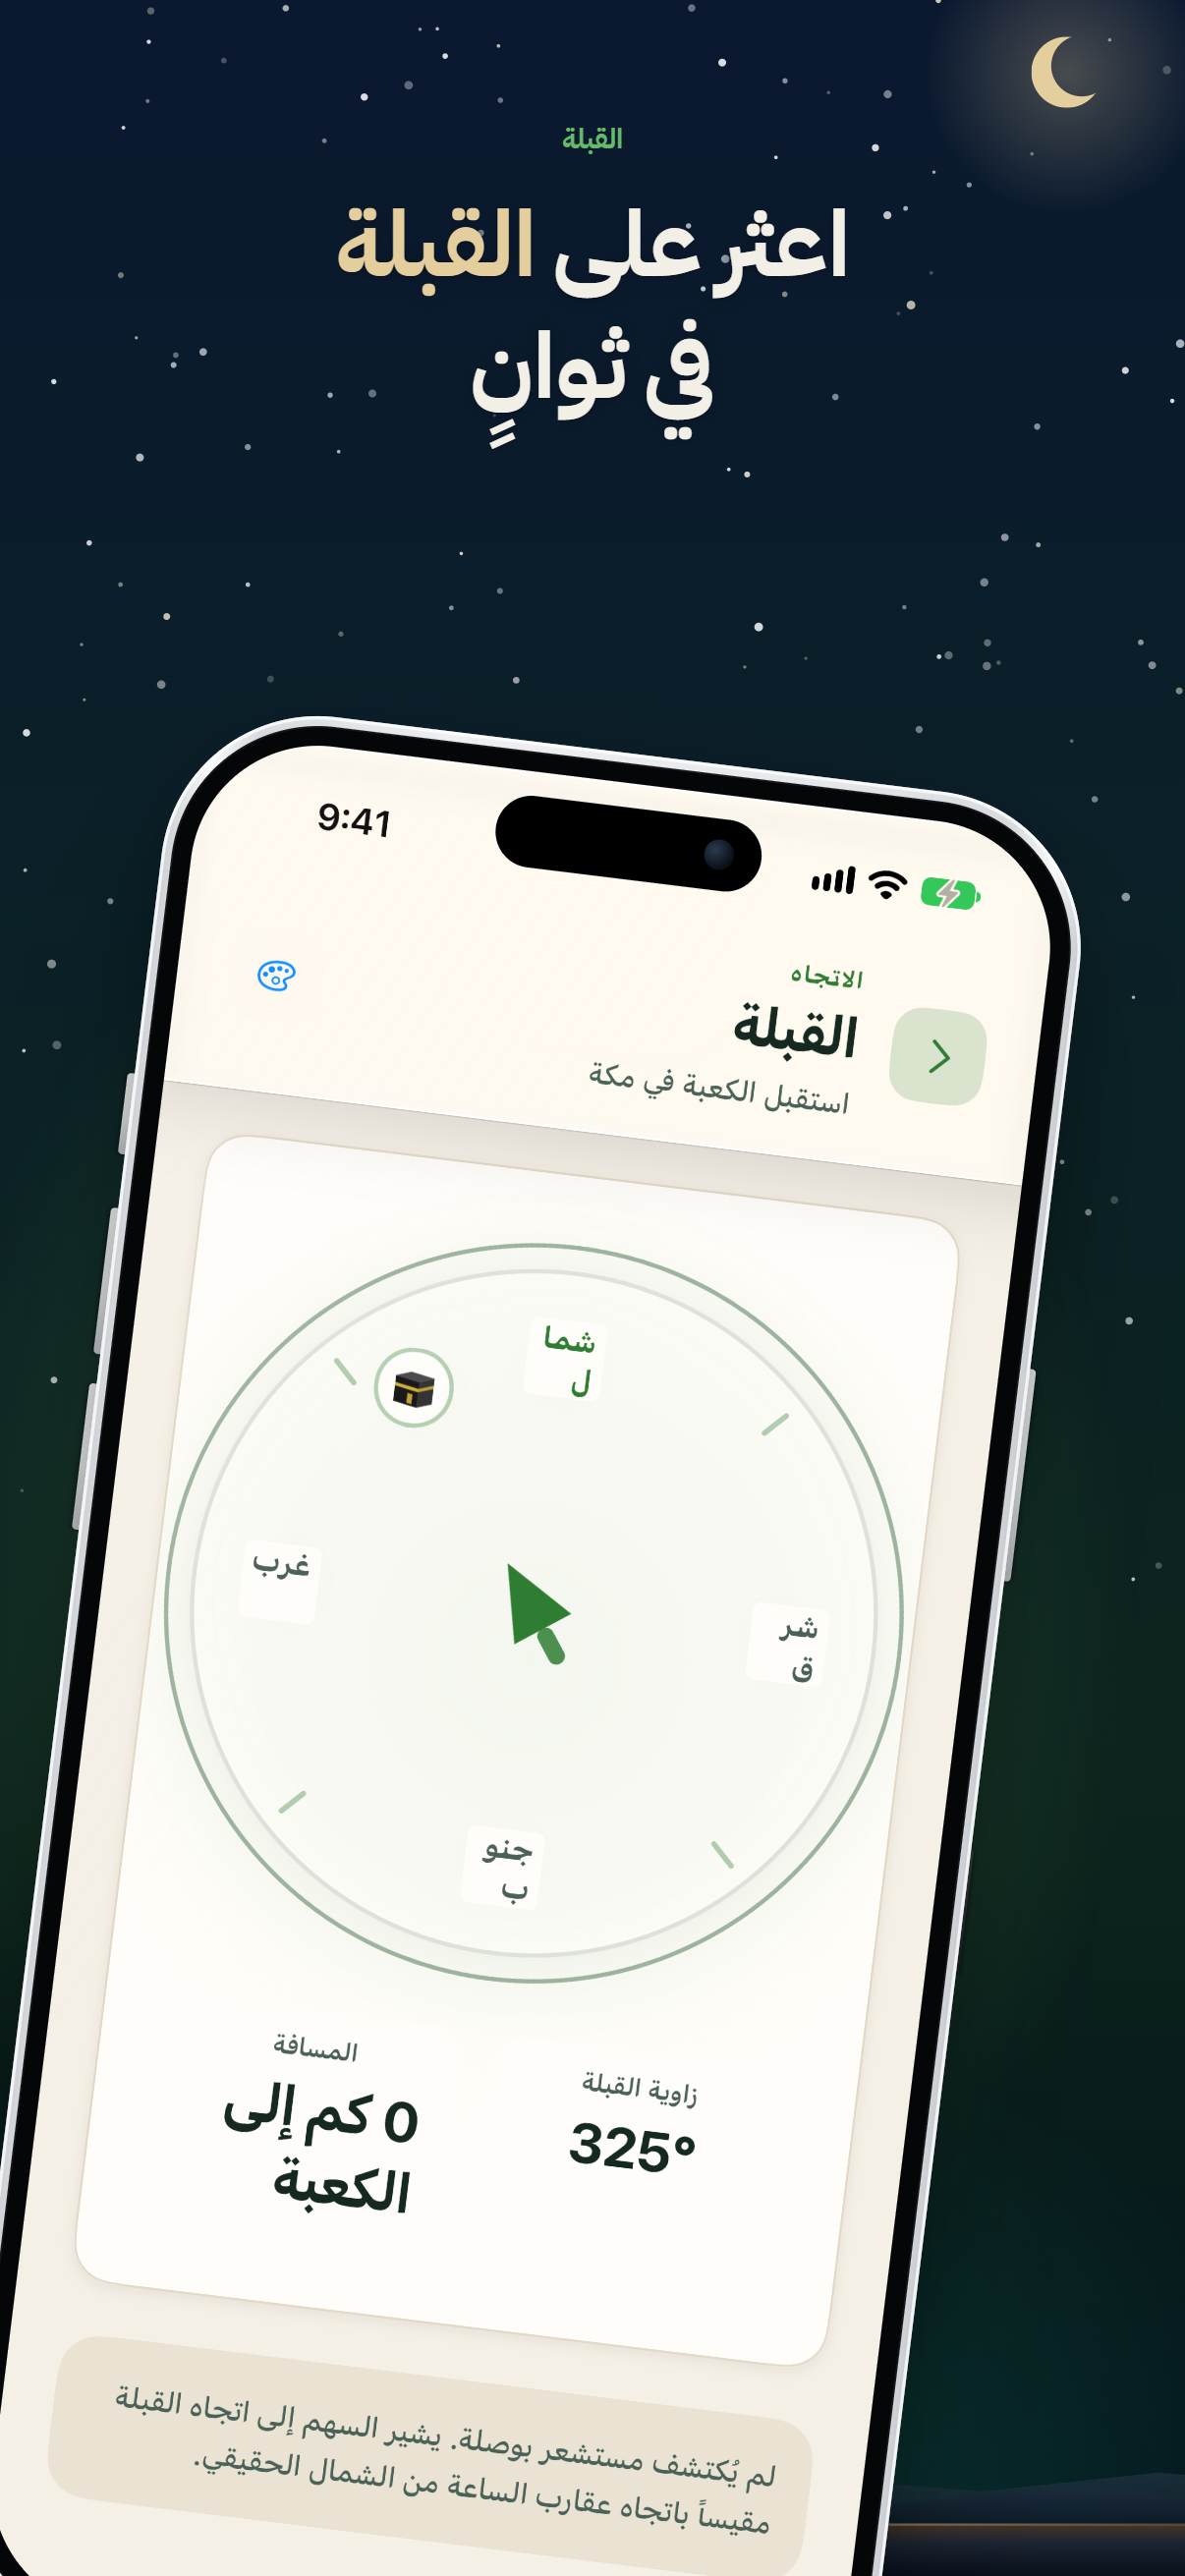 القبلة
اعثر على القبلة
في ثوانٍ
9:41
الاتجاه
القبلة
استقبل الكعبة في مكة
شما
ل
غرب
شر
ق
جنو
ب
زاوية القبلة
325°
المسافة
0 كم إلى
الكعبة
لم يُكتشف مستشعر بوصلة. يشير السهم إلى اتجاه القبلة
مقيساً باتجاه عقارب الساعة من الشمال الحقيقي.